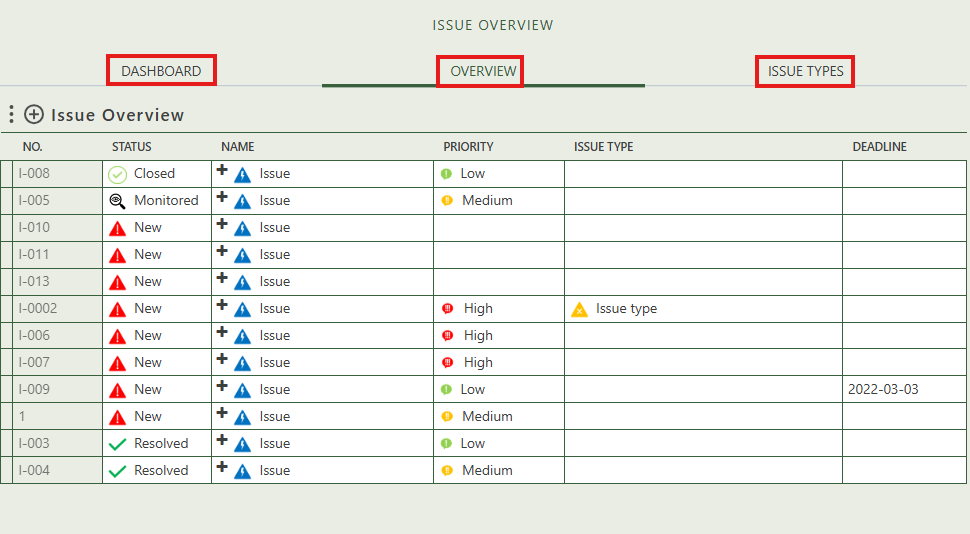 ISSUE OVERVIEW
DASHBOARD OVERVIEW ISSUE TYPES
Issue Overview
NO. STATUS NAME PRIORITY ISSUE TYPE DEADLINE
I-008 Closed Issue Low
I-005 Monitored Issue Medium
I-010 New Issue
I-011 New Issue
I-013 New Issue
I-0002 New Issue High Issue type
I-006 New Issue High
I-007 New Issue High
I-009 New Issue Low 2022-03-03
1 New Issue Medium
I-003 Resolved Issue Low
I-004 Resolved Issue Medium